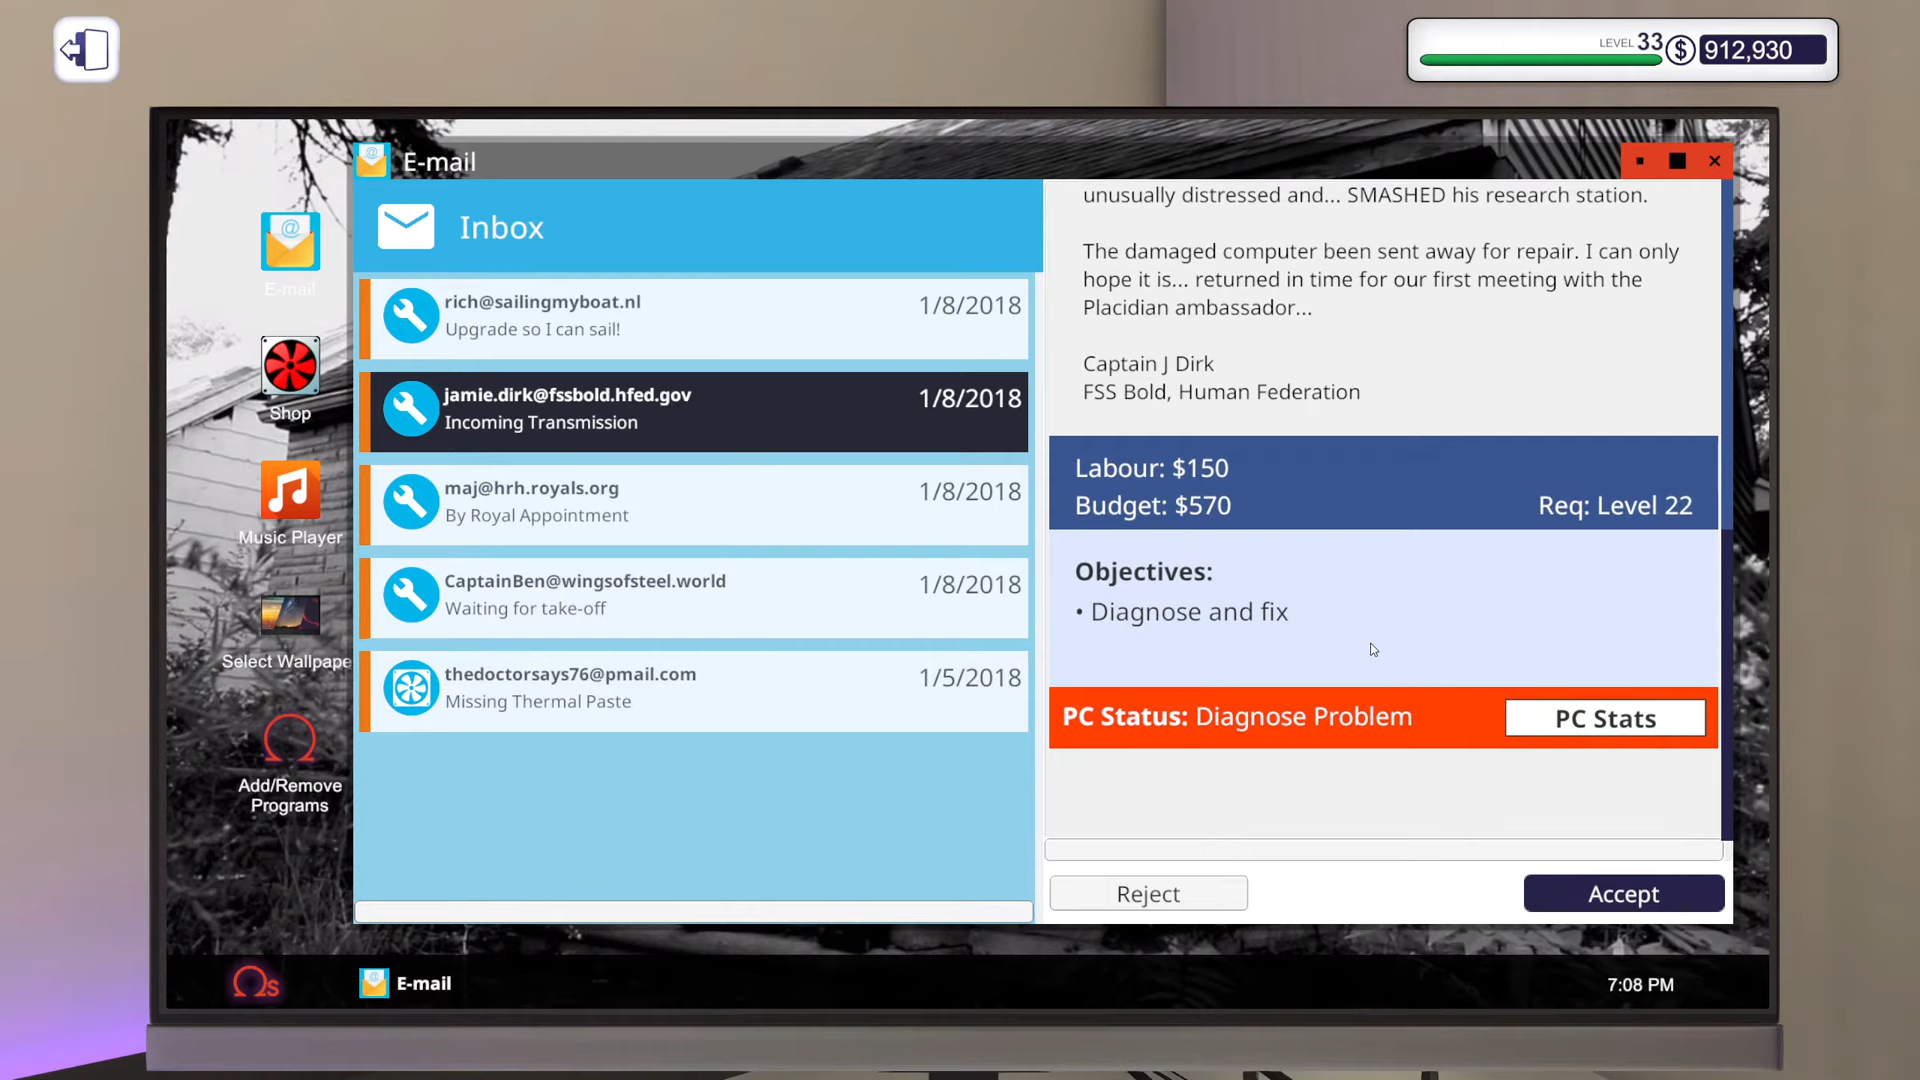 LEVEL 33 $ 912,930
E-mail
Inbox
E-mail
Shop
Music Player
Select Wallpape
Add/Remove
Programs
rich@sailingmyboat.nl 1/8/2018
Upgrade so I can sail!
jamie.dirk@fssbold.hfed.gov 1/8/2018
Incoming Transmission
maj@hrh.royals.org 1/8/2018
By Royal Appointment
CaptainBen@wingsofsteel.world 1/8/2018
Waiting for take-off
thedoctorsays76@pmail.com 1/5/2018
Missing Thermal Paste
unusually distressed and... SMASHED his research station.
The damaged computer been sent away for repair. I can only
hope it is... returned in time for our first meeting with the
Placidian ambassador...
Captain J Dirk
FSS Bold, Human Federation
Labour: $150
Budget: $570 Req: Level 22
Objectives:
• Diagnose and fix
PC Status: Diagnose Problem PC Stats
Reject Accept
Ωs E-mail 7:08 PM